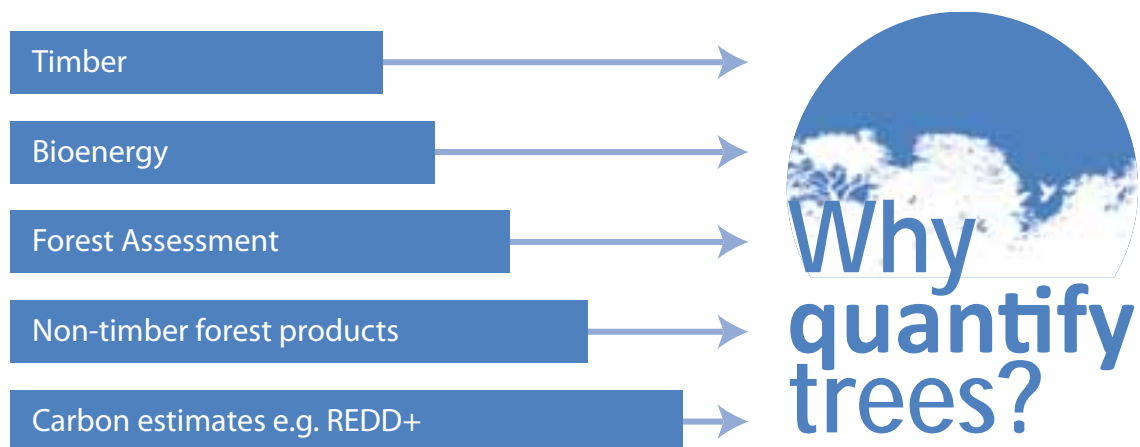 Timber
Bioenergy
Forest Assessment
Non-timber forest products
Carbon estimates e.g. REDD+
Why
quantify
trees?